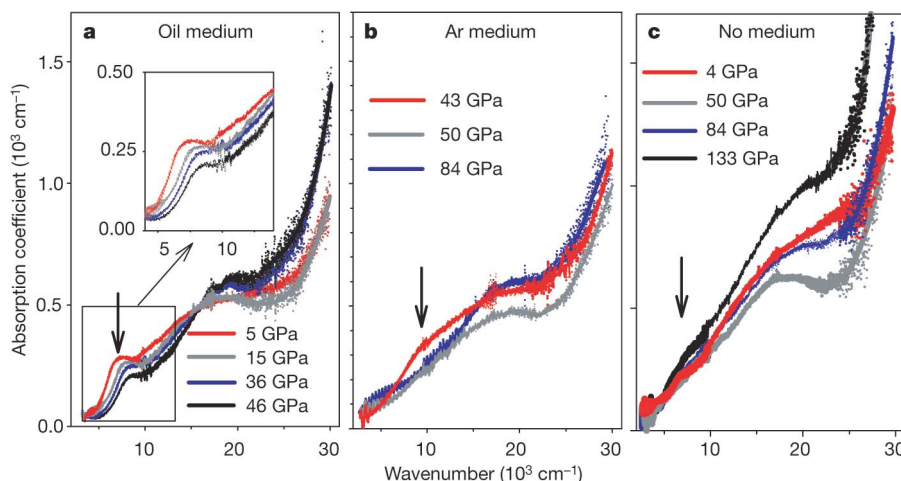 a Oil medium
b Ar medium
c No medium
Absorption coefficient (10³ cm⁻¹)
1.5
1.0
0.5
0.0
0.50
0.25
0.00
5 10
5 GPa
15 GPa
36 GPa
46 GPa
10 20 30
43 GPa
50 GPa
84 GPa
10 20 30
4 GPa
50 GPa
84 GPa
133 GPa
10 20 30
Wavenumber (10³ cm⁻¹)